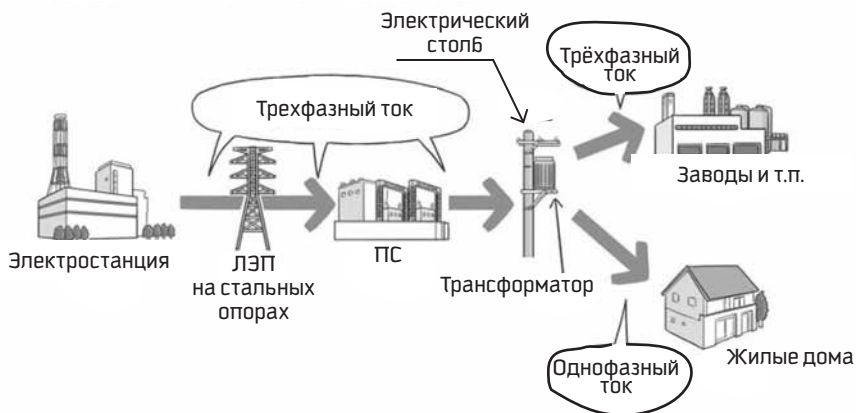 Электрический
столб
Трёхфазный
ток
Трехфазный ток
Заводы и т.п.
Электростанция
ЛЭП
на стальных
опорах
ПС
Трансформатор
Жилые дома
Однофазный
ток